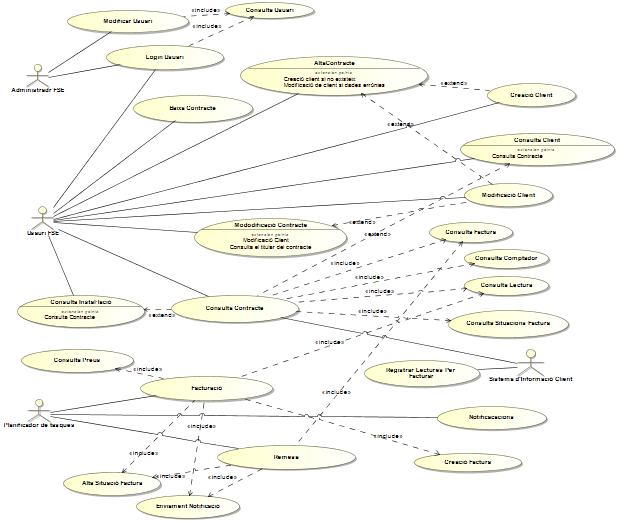 Consulta Usuari
«include»
Modificar Usuari
«include»
Login Usuari
AltaContracte
extension points
Creació client si no existeix
Modificació de client si dades errònies
Administrador FSE
«extend»
Creació Client
Baixa Contracte
«extend»
Consulta Client
extension points
Consulta Contracte
Modificació Client
Usuari FSE
Mododificació Contracte
extension points
Modificació Client
Consulta el titular del contracte
«extend»
«extend»
Consulta Factura
Consulta Comptador
«include»
Consulta Lectura
«include»
Consulta Instal·lació
extension points
Consulta Contracte
«extend»
Consulta Contracte
«include»
Consulta Situacions Factura
«include»
Consulta Preus
«include»
Registrar Lectures Per
Facturar
Sistema d'Informació Client
Facturació
«include»
Planificador de tasques
Notificacacions
«include»
«include»
«include»
Remesa
Creació Factura
«include»
Alta Situació Factura
Enviament Notificació